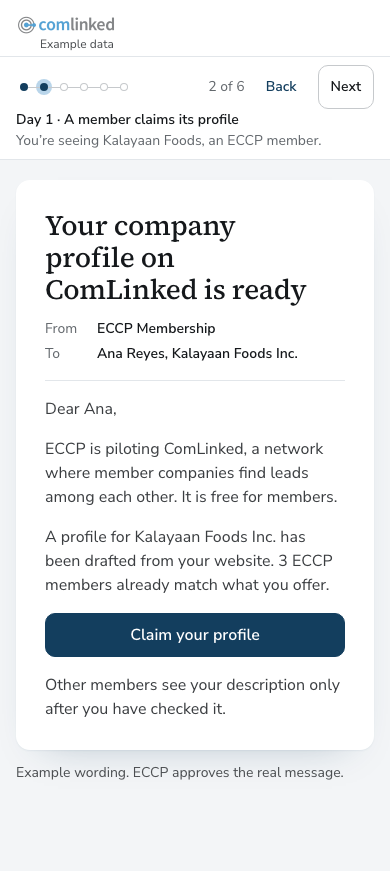 comlinked
Example data
2 of 6
Back
Next
Day 1 · A member claims its profile
You’re seeing Kalayaan Foods, an ECCP member.
Your company
profile on
ComLinked is ready
From ECCP Membership
To Ana Reyes, Kalayaan Foods Inc.
Dear Ana,
ECCP is piloting ComLinked, a network
where member companies find leads
among each other. It is free for members.
A profile for Kalayaan Foods Inc. has
been drafted from your website. 3 ECCP
members already match what you offer.
Claim your profile
Other members see your description only
after you have checked it.
Example wording. ECCP approves the real message.